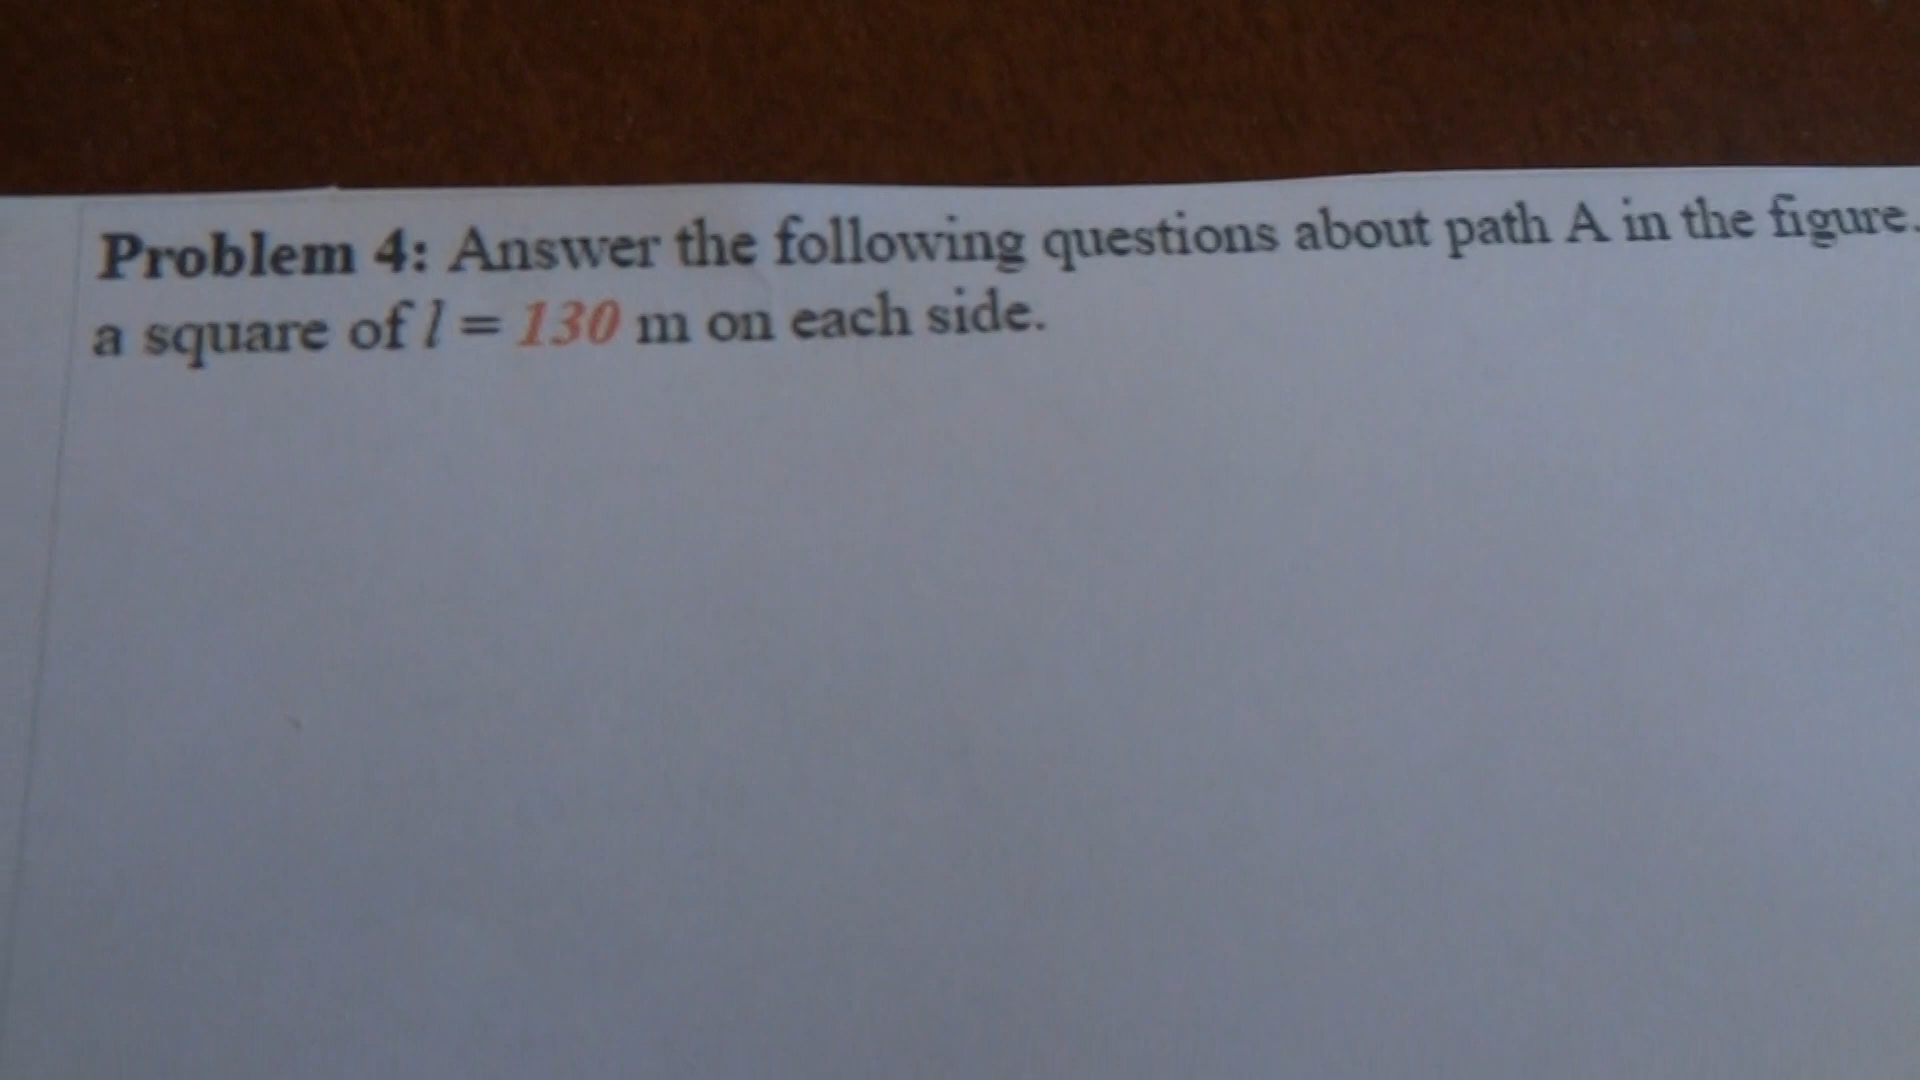 Problem 4: Answer the following questions about path A in the figure.
a square of l = 130 m on each side.